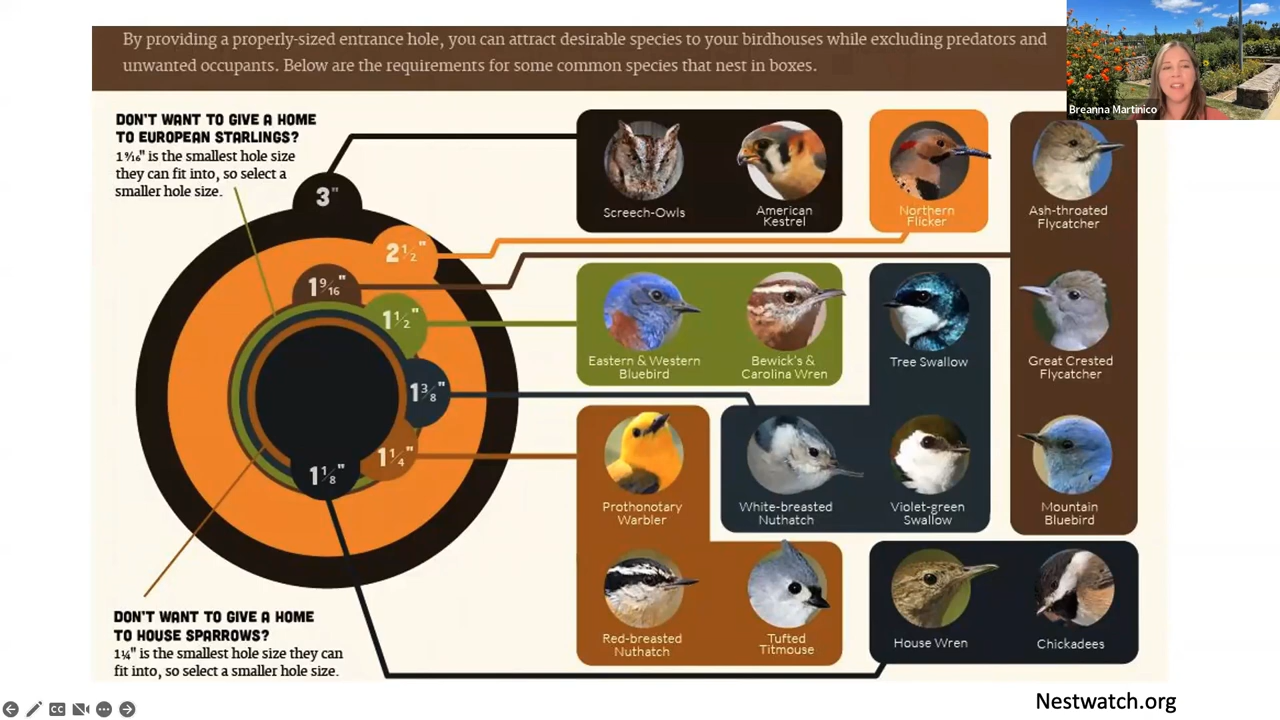 By providing a properly-sized entrance hole, you can attract desirable species to your birdhouses while excluding predators and
unwanted occupants. Below are the requirements for some common species that nest in boxes.
Breanna Martinico
DON'T WANT TO GIVE A HOME
TO EUROPEAN STARLINGS?
1 9/16" is the smallest hole size
they can fit into, so select a
smaller hole size.
3"
2 1/2"
1 9/16"
1 1/2"
1 3/8"
1 1/4"
1 1/8"
Screech-Owls
American
Kestrel
Northern
Flicker
Ash-throated
Flycatcher
Eastern & Western
Bluebird
Bewick's &
Carolina Wren
Tree Swallow
Great Crested
Flycatcher
Prothonotary
Warbler
White-breasted
Nuthatch
Violet-green
Swallow
Mountain
Bluebird
Red-breasted
Nuthatch
Tufted
Titmouse
House Wren
Chickadees
DON'T WANT TO GIVE A HOME
TO HOUSE SPARROWS?
1¼" is the smallest hole size they can
fit into, so select a smaller hole size.
CC
Nestwatch.org